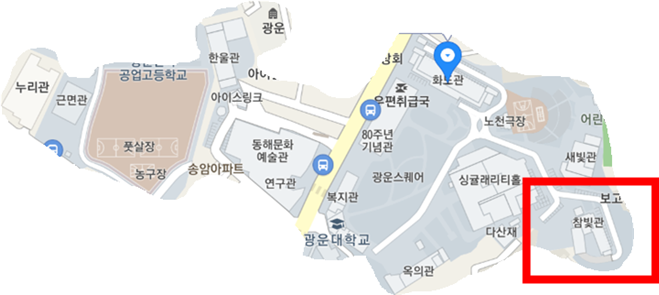 광운
한울관
공업고등학교
누리관
근면관
아이스링크
풋살장
농구장
송암아파트
동해문화
예술관
연구관
우편취급국
80주년
기념관
화도관
노천극장
어린
새빛관
광운스퀘어
싱귤래리티홀
복지관
광운대학교
다산재
옥의관
보고
참빛관